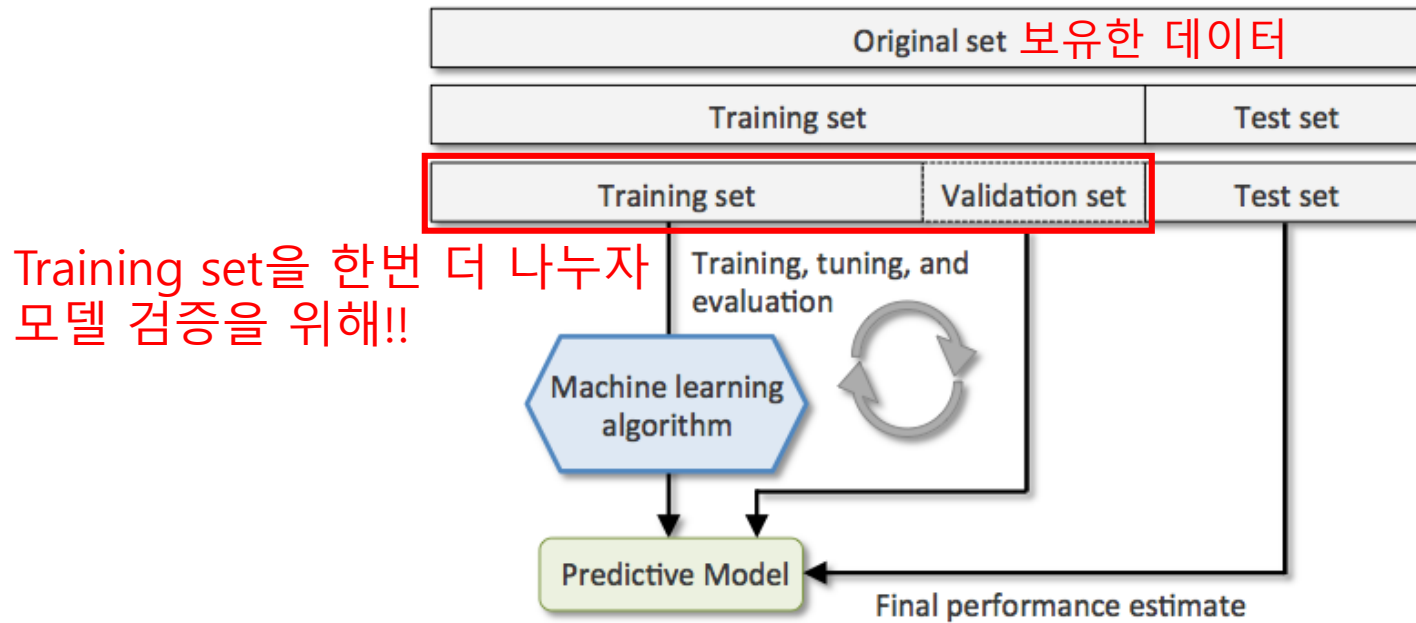 Original set 보유한 데이터
Training set Test set
Training set Validation set Test set
Training set을 한번 더 나누자
모델 검증을 위해!!
Training, tuning, and
evaluation
Machine learning
algorithm
Predictive Model
Final performance estimate